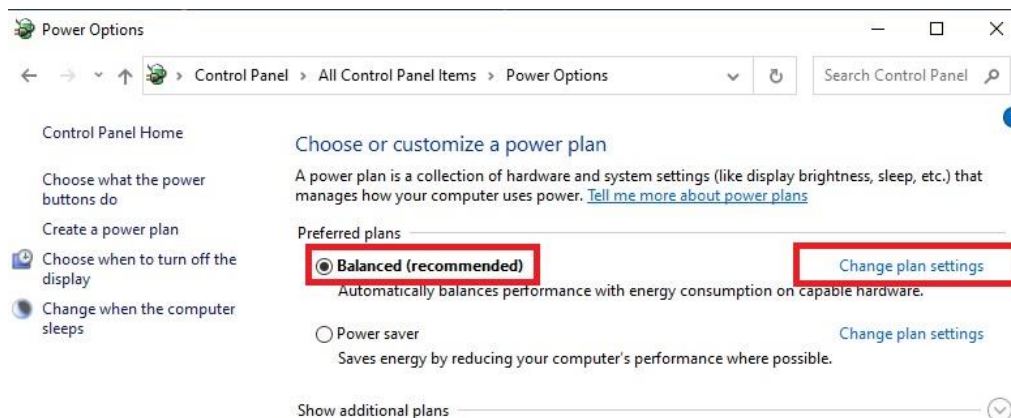 Power Options
Control Panel > All Control Panel Items > Power Options
Search Control Panel
Control Panel Home
Choose what the power
buttons do
Create a power plan
Choose when to turn off the
display
Change when the computer
sleeps
Choose or customize a power plan
A power plan is a collection of hardware and system settings (like display brightness, sleep, etc.) that
manages how your computer uses power. Tell me more about power plans
Preferred plans
Balanced (recommended)
Change plan settings
Automatically balances performance with energy consumption on capable hardware.
Power saver
Change plan settings
Saves energy by reducing your computer's performance where possible.
Show additional plans